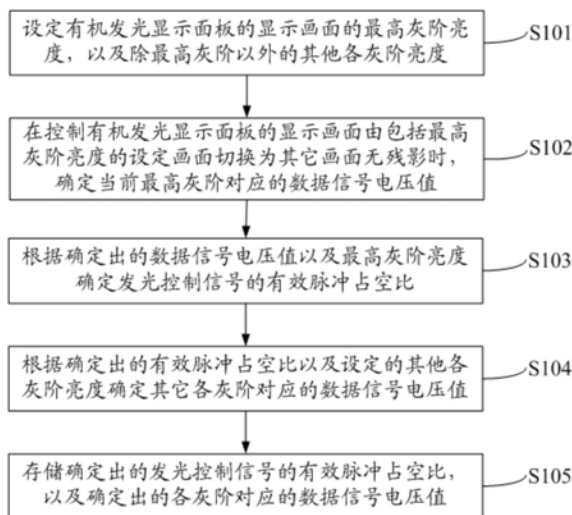 设定有机发光显示面板的显示画面的最高灰阶亮
度，以及除最高灰阶以外的其他各灰阶亮度
S101
在控制有机发光显示面板的显示画面由包括最高
灰阶亮度的设定画面切换为其它画面无残影时，
确定当前最高灰阶对应的数据信号电压值
S102
根据确定出的数据信号电压值以及最高灰阶亮度
确定发光控制信号的有效脉冲占空比
S103
根据确定出的有效脉冲占空比以及设定的其他各
灰阶亮度确定其它各灰阶对应的数据信号电压值
S104
存储确定出的发光控制信号的有效脉冲占空比，
以及确定出的各灰阶对应的数据信号电压值
S105